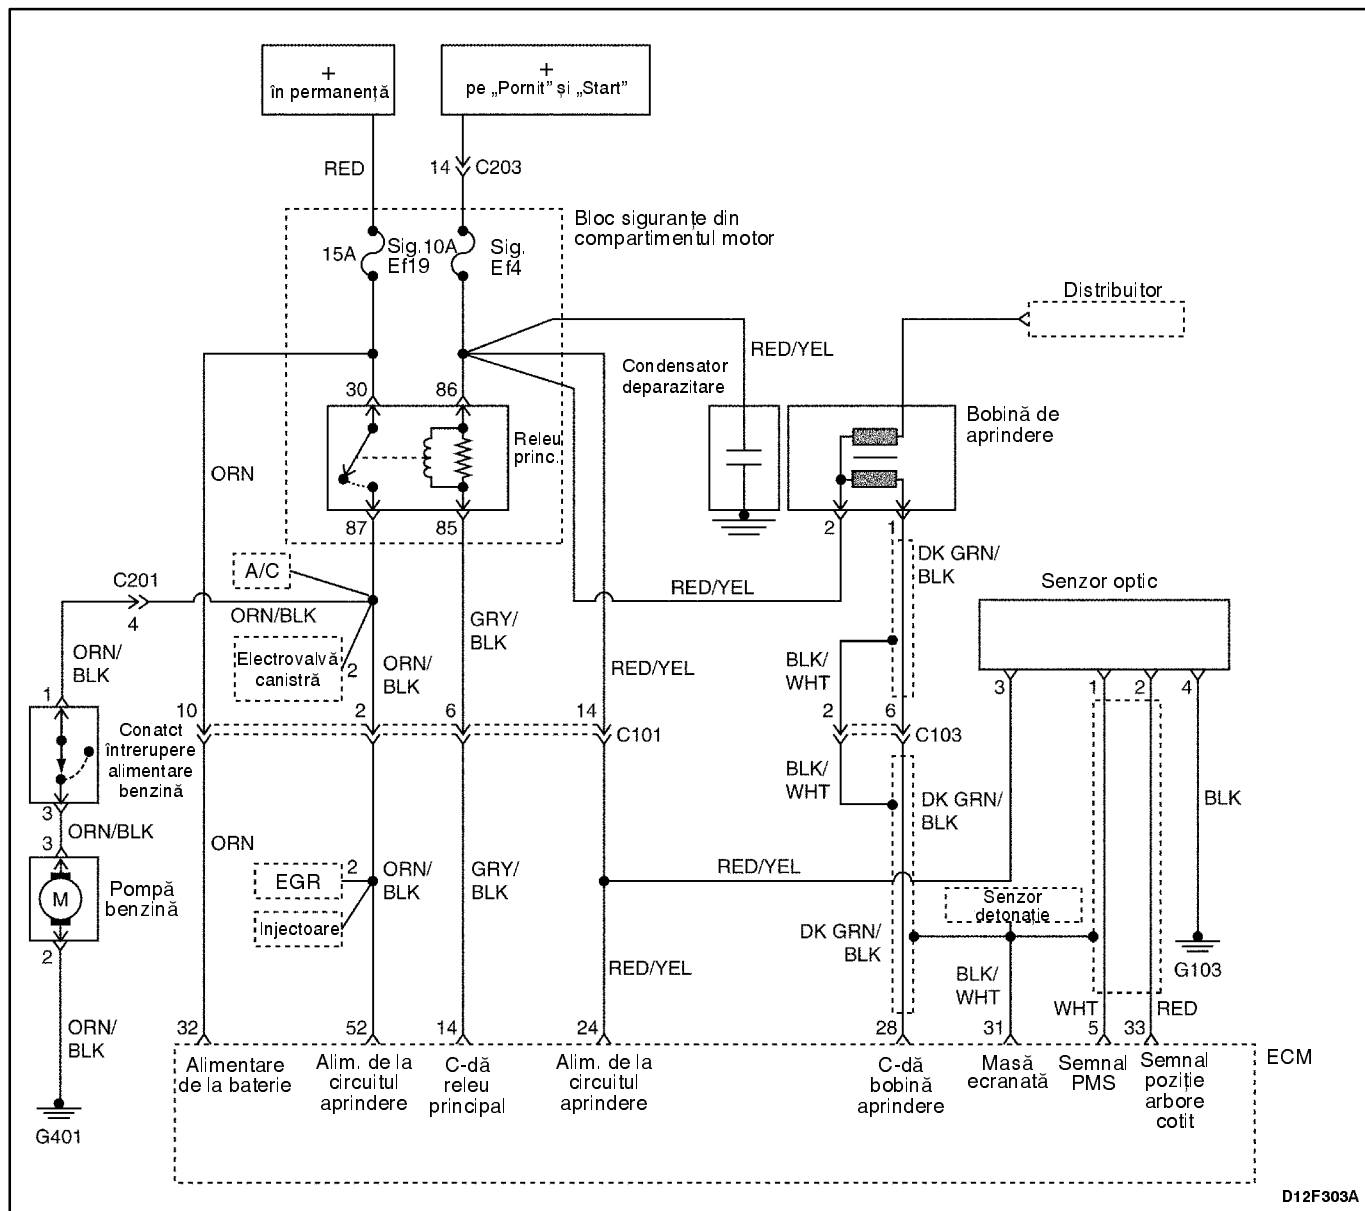 +
în permanență
+
pe „Pornit” și „Start”
RED
14
C203
Bloc siguranțe din
compartimentul motor
15A
Sig.
Ef19
10A
Sig.
Ef4
Distribuitor
RED/YEL
Condensator
deparazitare
30
86
Bobină de
aprindere
Releu
princ.
ORN
87
85
2
1
DK GRN/
BLK
A/C
C201
4
ORN/BLK
RED/YEL
Senzor optic
GRY/
BLK
Electrovalvă
canistră
2
ORN/
BLK
ORN/
BLK
RED/YEL
BLK/
WHT
3
1
2
4
1
10
2
6
14
C101
2
6
C103
Conatct
întrerupere
alimentare
benzină
BLK/
WHT
DK GRN/
BLK
BLK
3
ORN/BLK
3
ORN
M
Pompă
benzină
2
EGR
2
ORN/
BLK
GRY/
BLK
RED/YEL
Injectoare
Senzor
detonație
DK GRN/
BLK
G103
RED/YEL
BLK/
WHT
WHT
RED
ORN/
BLK
32
52
14
24
28
31
5
33
ECM
Alimentare
de la baterie
Alim. de la
circuitul
aprindere
C-dă
releu
principal
Alim. de la
circuitul
aprindere
C-dă
bobină
aprindere
Masă
ecranată
Semnal
PMS
Semnal
poziție
arbore
cotit
G401
D12F303A